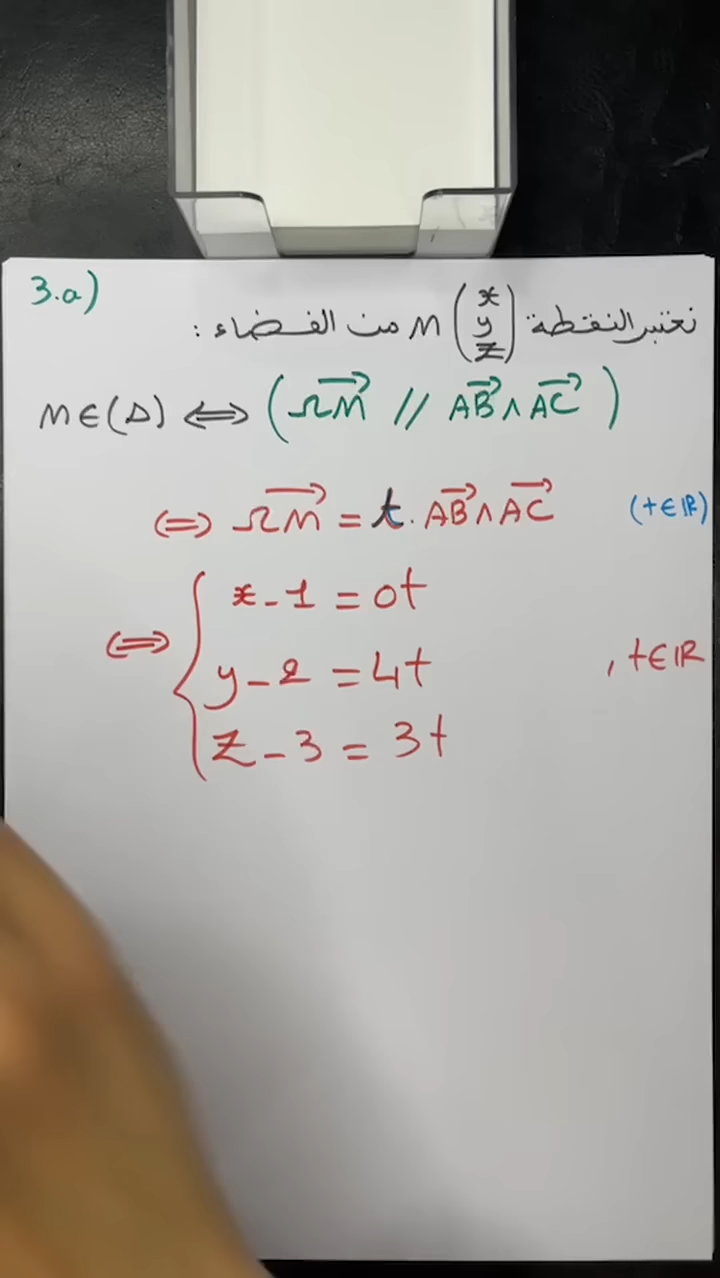 3.a)
نعتبر النقطة M (x y z) من الفضاء :
M∈(Δ) ⟺ (ΩM⃗ // AB⃗ ∧ AC⃗)
⟺ ΩM⃗ = t. AB⃗ ∧ AC⃗ (t∈ℝ)
⟺ { x - 1 = 0t
y - 2 = 4t , t∈ℝ
z - 3 = 3t